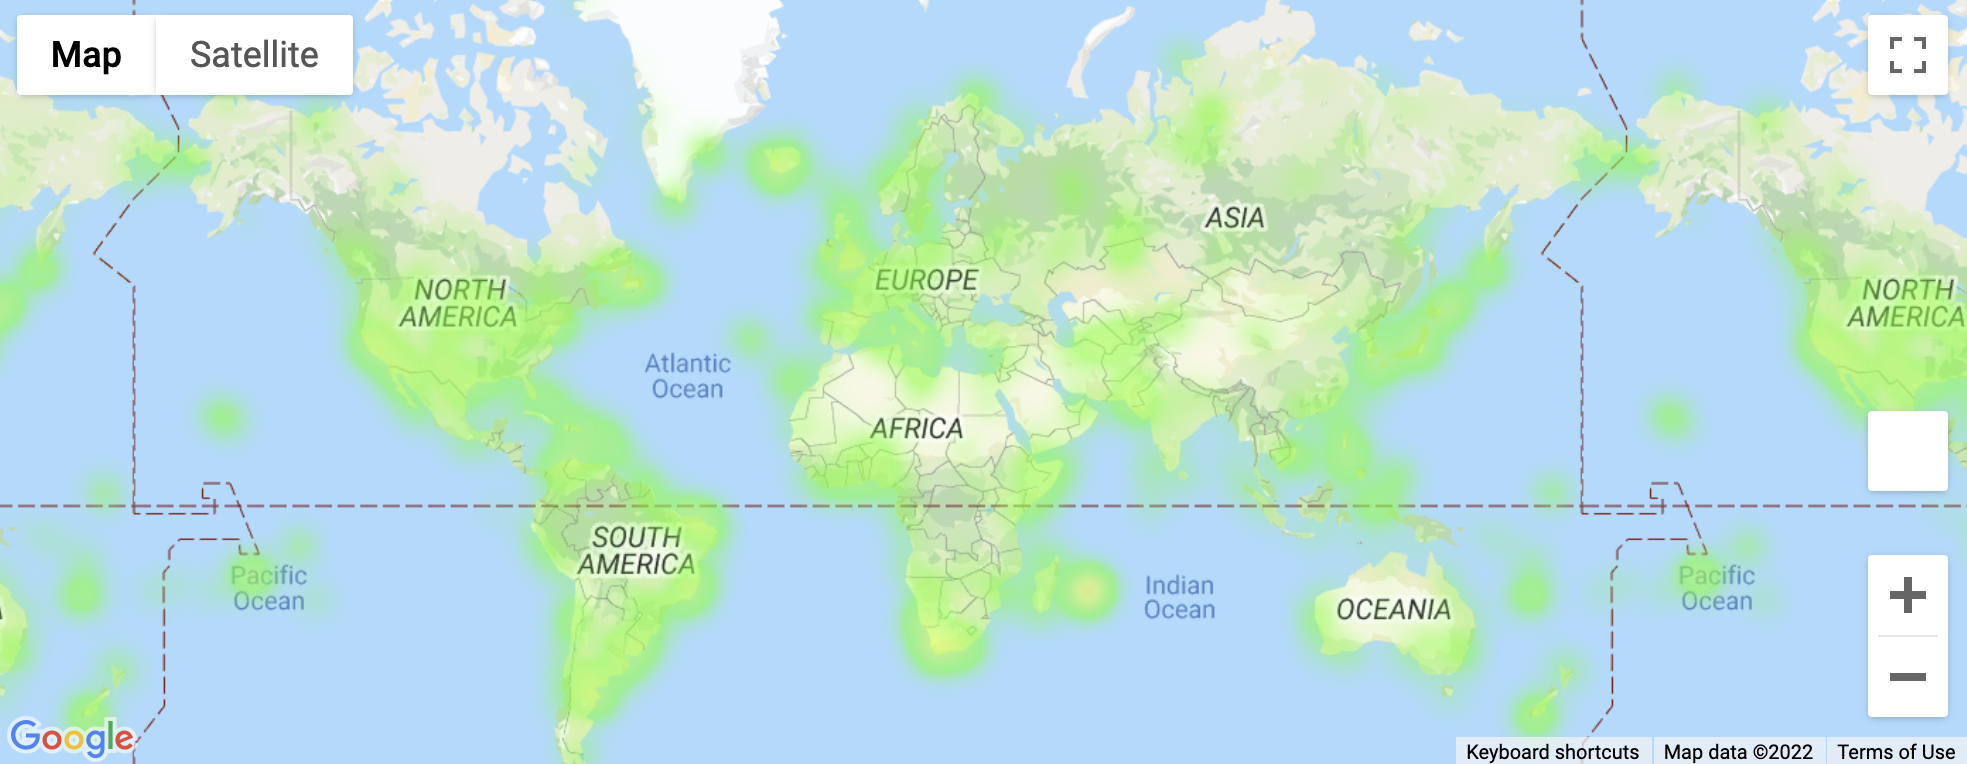 Map
Satellite
ASIA
EUROPE
NORTH
AMERICA
NORTH
AMERICA
Atlantic
Ocean
AFRICA
SOUTH
AMERICA
Pacific
Ocean
Indian
Ocean
OCEANIA
Pacific
Ocean
Google
Keyboard shortcuts
Map data ©2022
Terms of Use